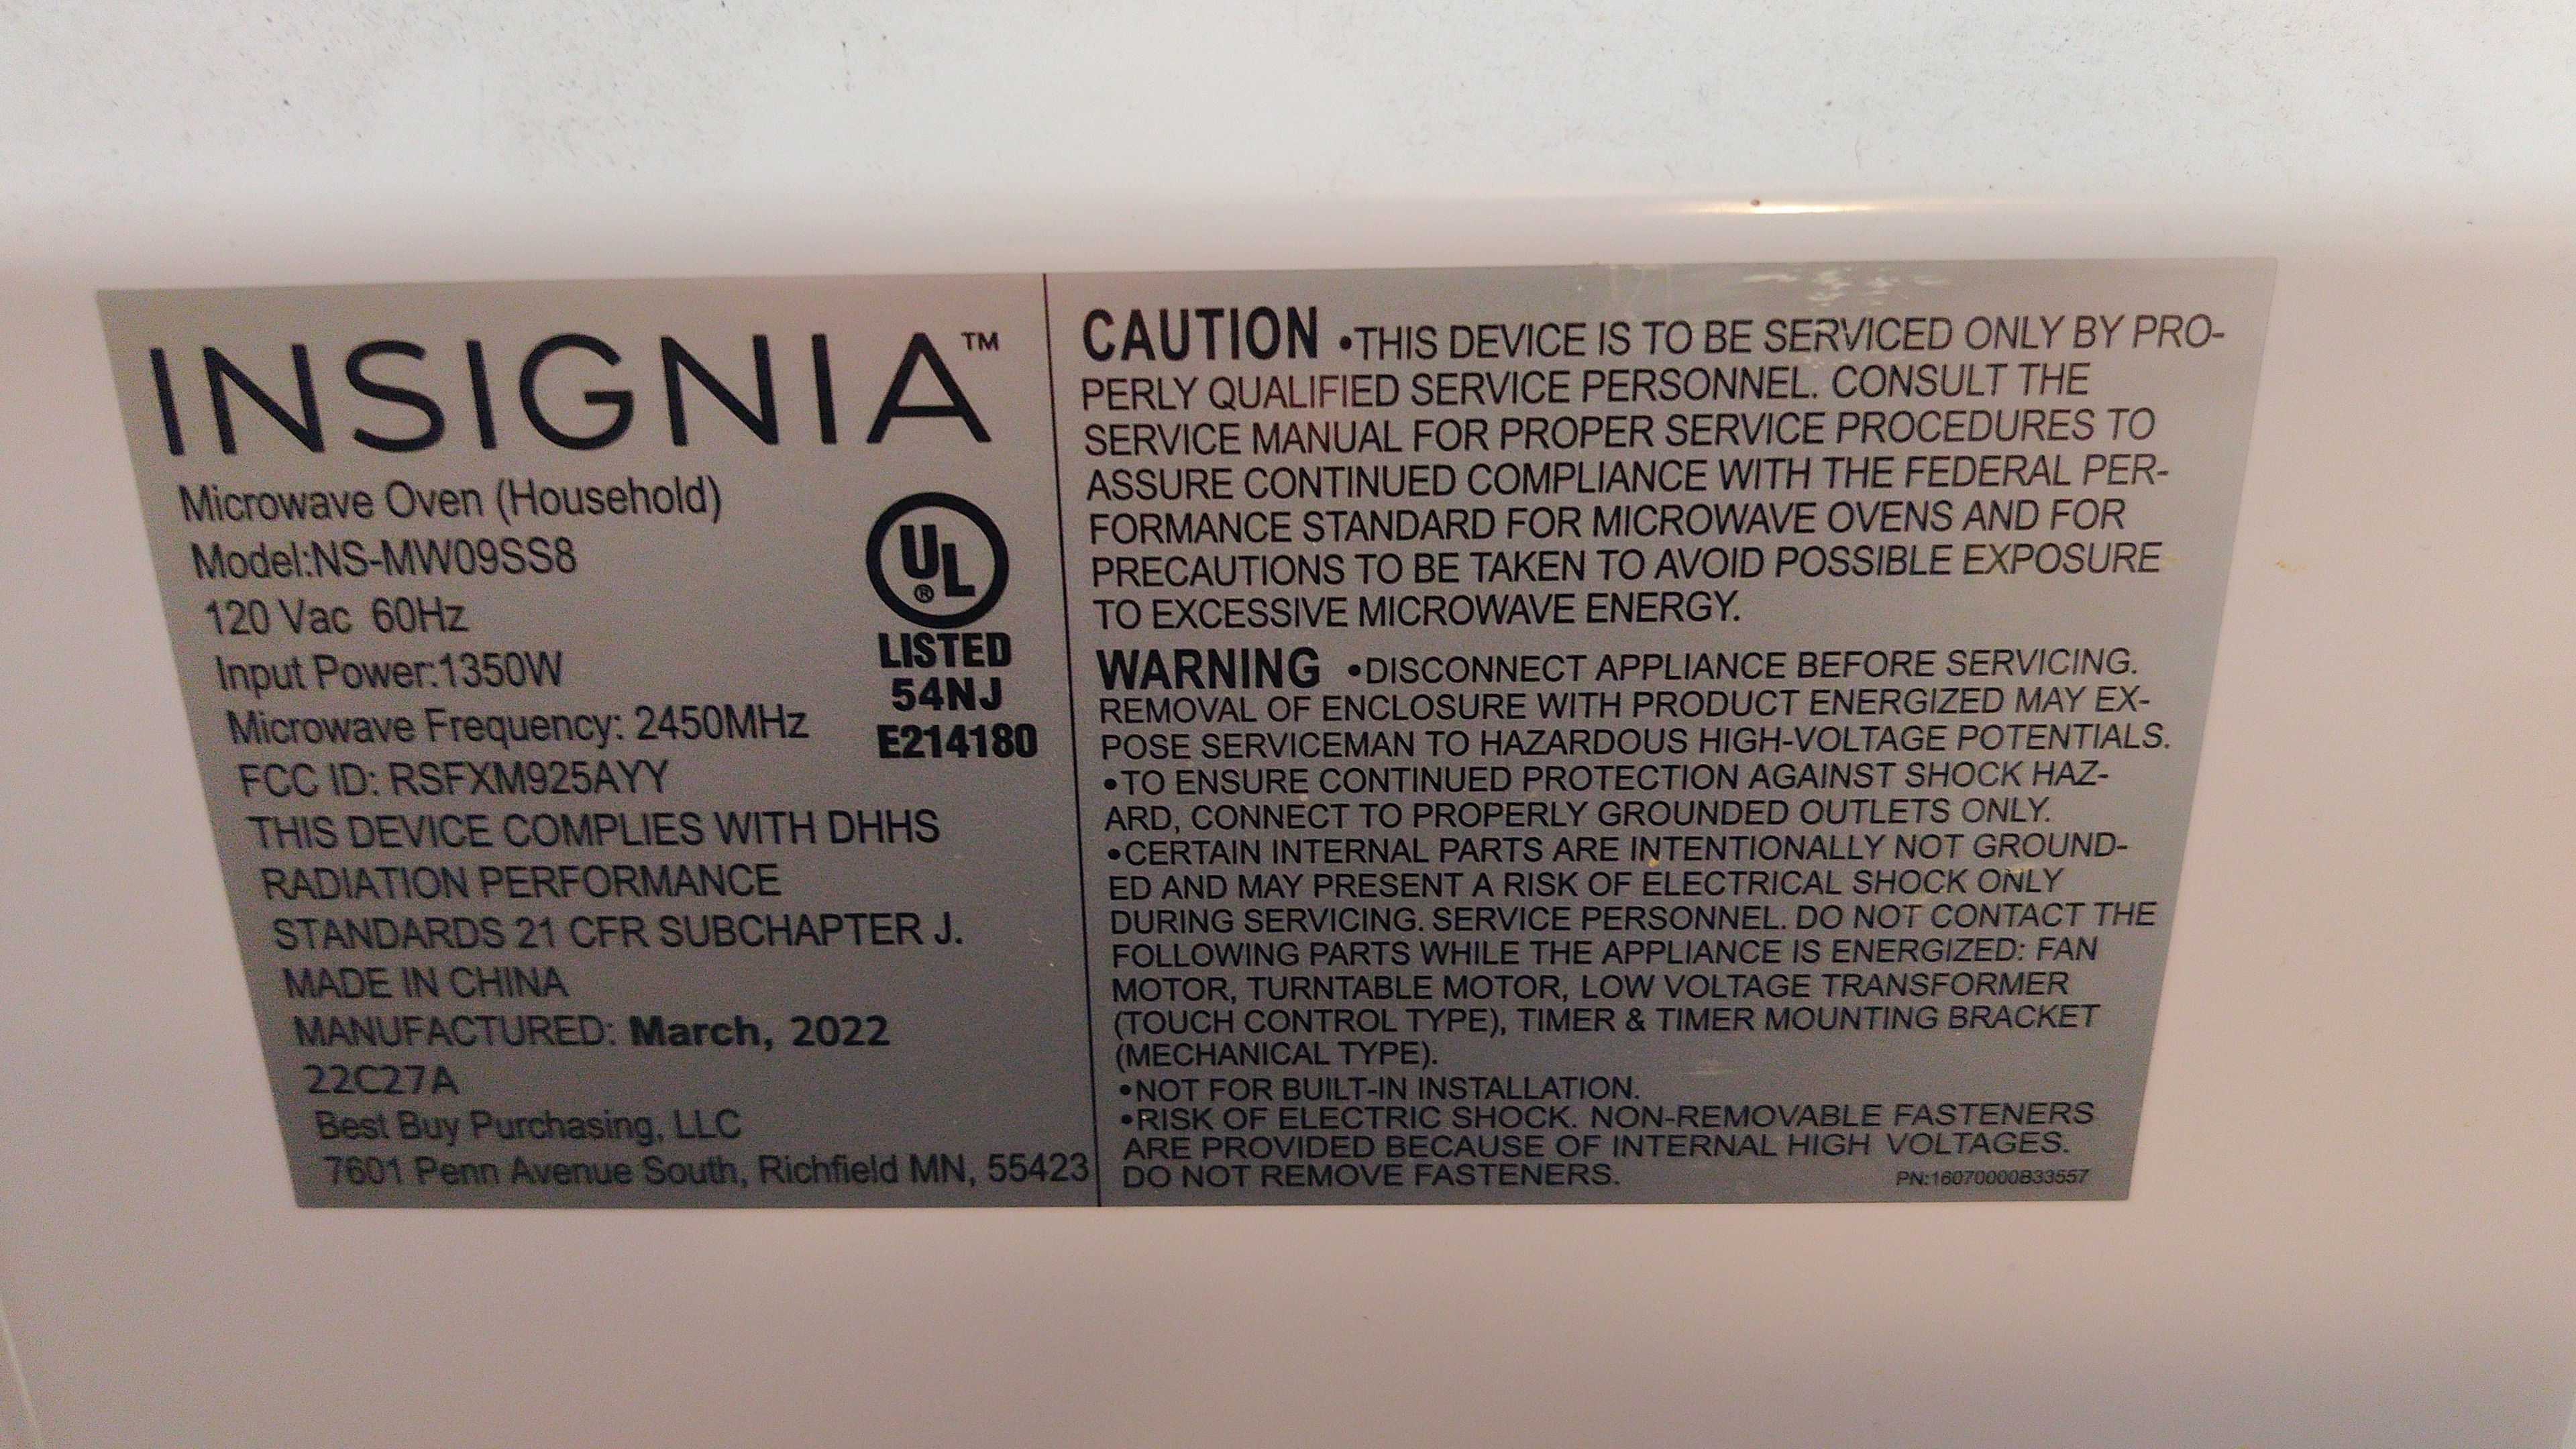 INSIGNIA™
Microwave Oven (Household)
Model:NS-MW09SS8
120 Vac 60Hz
Input Power:1350W
Microwave Frequency: 2450MHz
FCC ID: RSFXM925AYY
THIS DEVICE COMPLIES WITH DHHS
RADIATION PERFORMANCE
STANDARDS 21 CFR SUBCHAPTER J.
MADE IN CHINA
MANUFACTURED: March, 2022
22C27A
Best Buy Purchasing, LLC
7601 Penn Avenue South, Richfield MN, 55423
UL
®
LISTED
54NJ
E214180
CAUTION •THIS DEVICE IS TO BE SERVICED ONLY BY PRO-
PERLY QUALIFIED SERVICE PERSONNEL. CONSULT THE
SERVICE MANUAL FOR PROPER SERVICE PROCEDURES TO
ASSURE CONTINUED COMPLIANCE WITH THE FEDERAL PER-
FORMANCE STANDARD FOR MICROWAVE OVENS AND FOR
PRECAUTIONS TO BE TAKEN TO AVOID POSSIBLE EXPOSURE
TO EXCESSIVE MICROWAVE ENERGY.
WARNING •DISCONNECT APPLIANCE BEFORE SERVICING.
REMOVAL OF ENCLOSURE WITH PRODUCT ENERGIZED MAY EX-
POSE SERVICEMAN TO HAZARDOUS HIGH-VOLTAGE POTENTIALS.
•TO ENSURE CONTINUED PROTECTION AGAINST SHOCK HAZ-
ARD, CONNECT TO PROPERLY GROUNDED OUTLETS ONLY.
•CERTAIN INTERNAL PARTS ARE INTENTIONALLY NOT GROUND-
ED AND MAY PRESENT A RISK OF ELECTRICAL SHOCK ONLY
DURING SERVICING. SERVICE PERSONNEL. DO NOT CONTACT THE
FOLLOWING PARTS WHILE THE APPLIANCE IS ENERGIZED: FAN
MOTOR, TURNTABLE MOTOR, LOW VOLTAGE TRANSFORMER
(TOUCH CONTROL TYPE), TIMER & TIMER MOUNTING BRACKET
(MECHANICAL TYPE).
•NOT FOR BUILT-IN INSTALLATION.
•RISK OF ELECTRIC SHOCK. NON-REMOVABLE FASTENERS
ARE PROVIDED BECAUSE OF INTERNAL HIGH VOLTAGES.
DO NOT REMOVE FASTENERS.
PN:16070000B33557